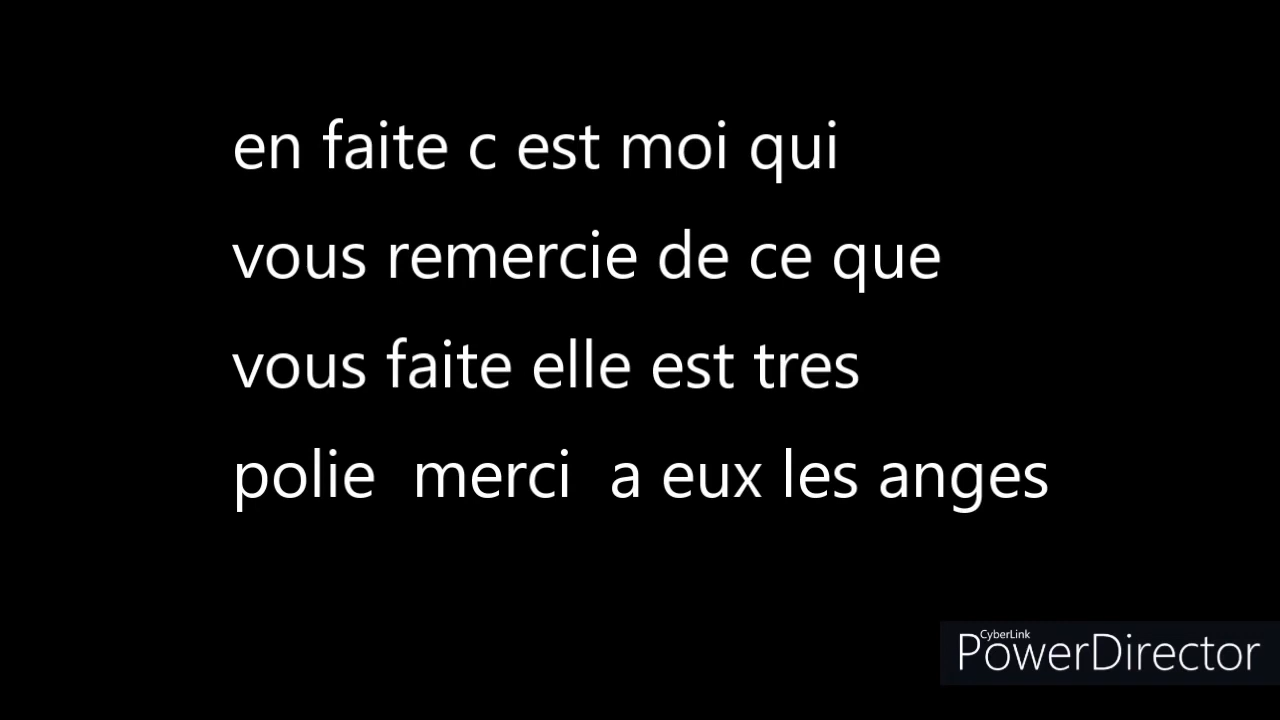 en faite c est moi qui
vous remercie de ce que
vous faite elle est tres
polie  merci  a eux les anges
CyberLink
PowerDirector